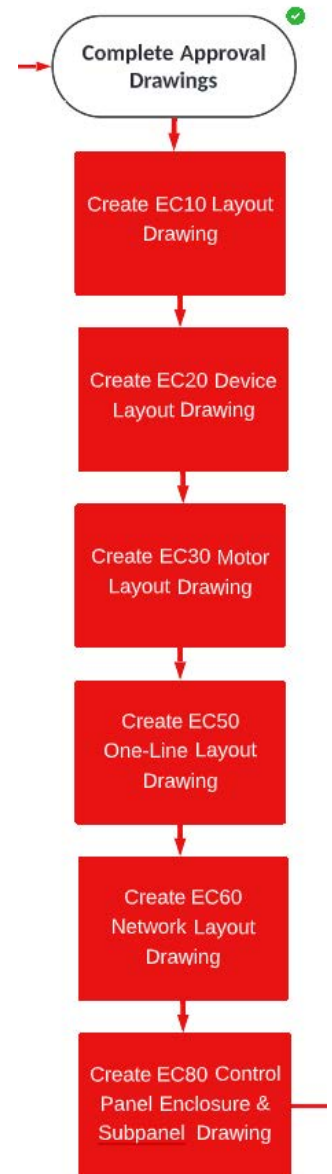 Complete Approval
Drawings
Create EC10 Layout
Drawing
Create EC20 Device
Layout Drawing
Create EC30 Motor
Layout Drawing
Create EC50
One-Line Layout
Drawing
Create EC60
Network Layout
Drawing
Create EC80 Control
Panel Enclosure &
Subpanel Drawing